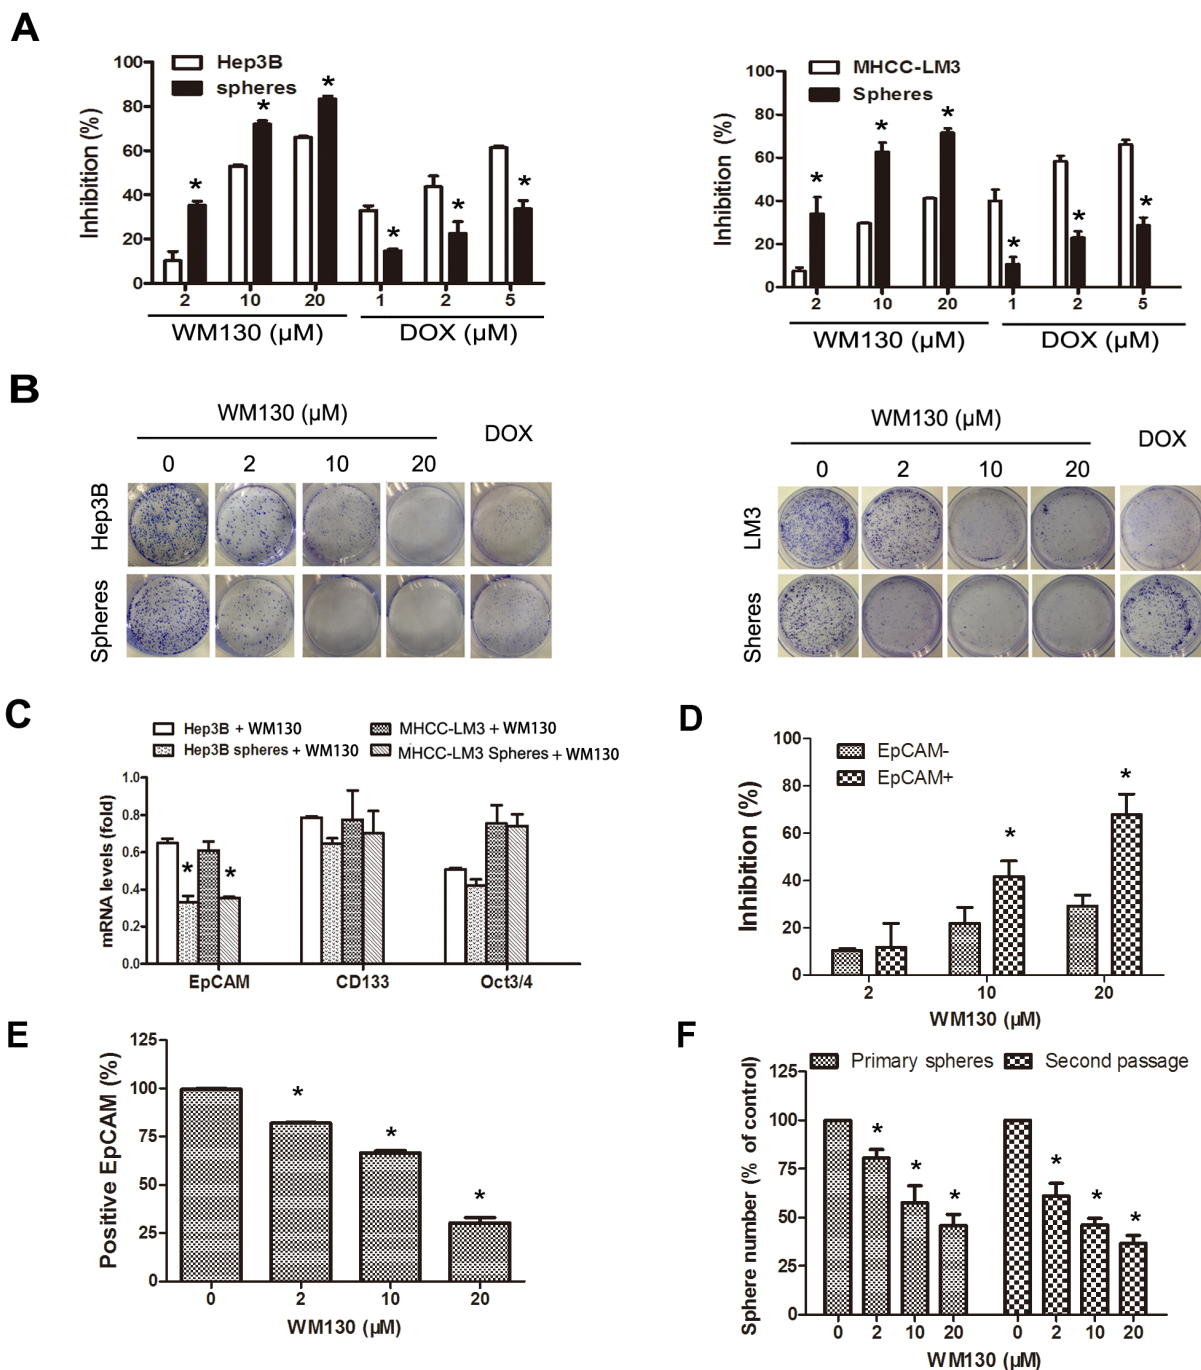 A
Hep3B
spheres
Inhibition (%)
100
80
60
40
20
0
* * * * * *
2 10 20 1 2 5
WM130 (µM) DOX (µM)
MHCC-LM3
Spheres
Inhibition (%)
100
80
60
40
20
0
* * * * * *
2 10 20 1 2 5
WM130 (µM) DOX (µM)
B
WM130 (µM)
DOX
0 2 10 20
Hep3B
Spheres
WM130 (µM)
DOX
0 2 10 20
LM3
Sheres
C
Hep3B + WM130
MHCC-LM3 + WM130
Hep3B spheres + WM130
MHCC-LM3 Spheres + WM130
mRNA levels (fold)
1.0
0.8
0.6
0.4
0.2
0.0
* *
EpCAM CD133 Oct3/4
D
EpCAM-
EpCAM+
Inhibition (%)
100
80
60
40
20
0
* *
2 10 20
WM130 (µM)
E
Positive EpCAM (%)
125
100
75
50
25
0
* * *
0 2 10 20
WM130 (µM)
F
Primary spheres
Second passage
Sphere number (% of control)
125
100
75
50
25
0
* * * * * *
0 2 10 20 0 2 10 20
WM130 (µM)